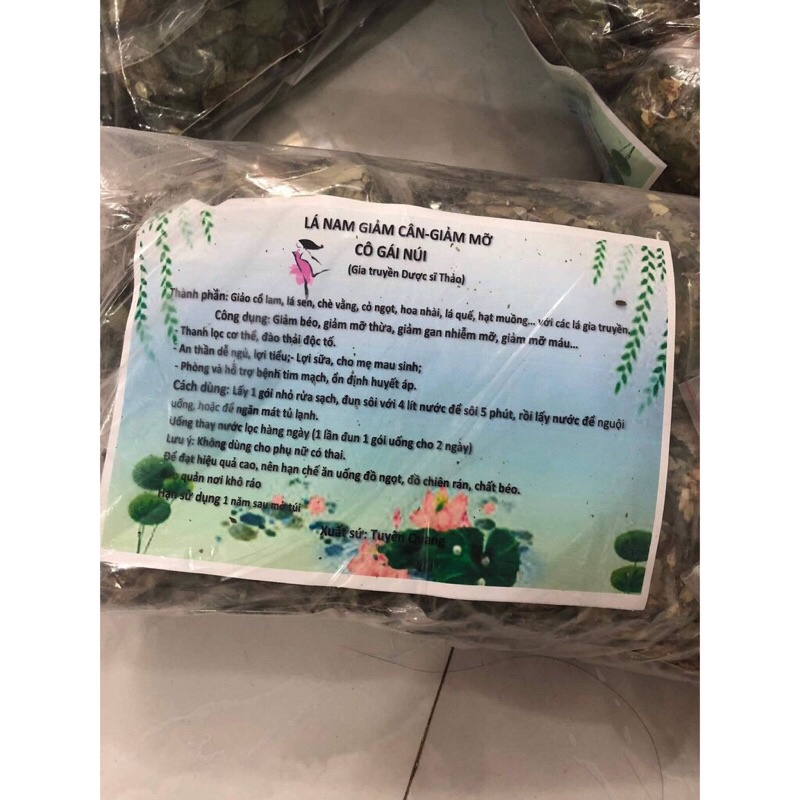 LÁ NAM GIẢM CÂN-GIẢM MỠ
CÔ GÁI NÚI
(Gia truyền Dược sĩ Thảo)
Thành phần: Giảo cổ lam, lá sen, chè vằng, cỏ ngọt, hoa nhài, lá quế, hạt muồng... với các lá gia truyền.
Công dụng: Giảm béo, giảm mỡ thừa, giảm gan nhiễm mỡ, giảm mỡ máu...
- Thanh lọc cơ thể, đào thải độc tố.
- An thần dễ ngủ, lợi tiểu;- Lợi sữa, cho mẹ mau sinh;
- Phòng và hỗ trợ bệnh tim mạch, ổn định huyết áp.
Cách dùng: Lấy 1 gói nhỏ rửa sạch, đun sôi với 4 lít nước để sôi 5 phút, rồi lấy nước để nguội
uống, hoặc để ngăn mát tủ lạnh.
Uống thay nước lọc hàng ngày (1 lần đun 1 gói uống cho 2 ngày)
Lưu ý: Không dùng cho phụ nữ có thai.
Để đạt hiệu quả cao, nên hạn chế ăn uống đồ ngọt, đồ chiên rán, chất béo.
quản nơi khô ráo
Hạn sử dụng 1 năm sau mở túi
Xuất sứ: Tuyên Quang